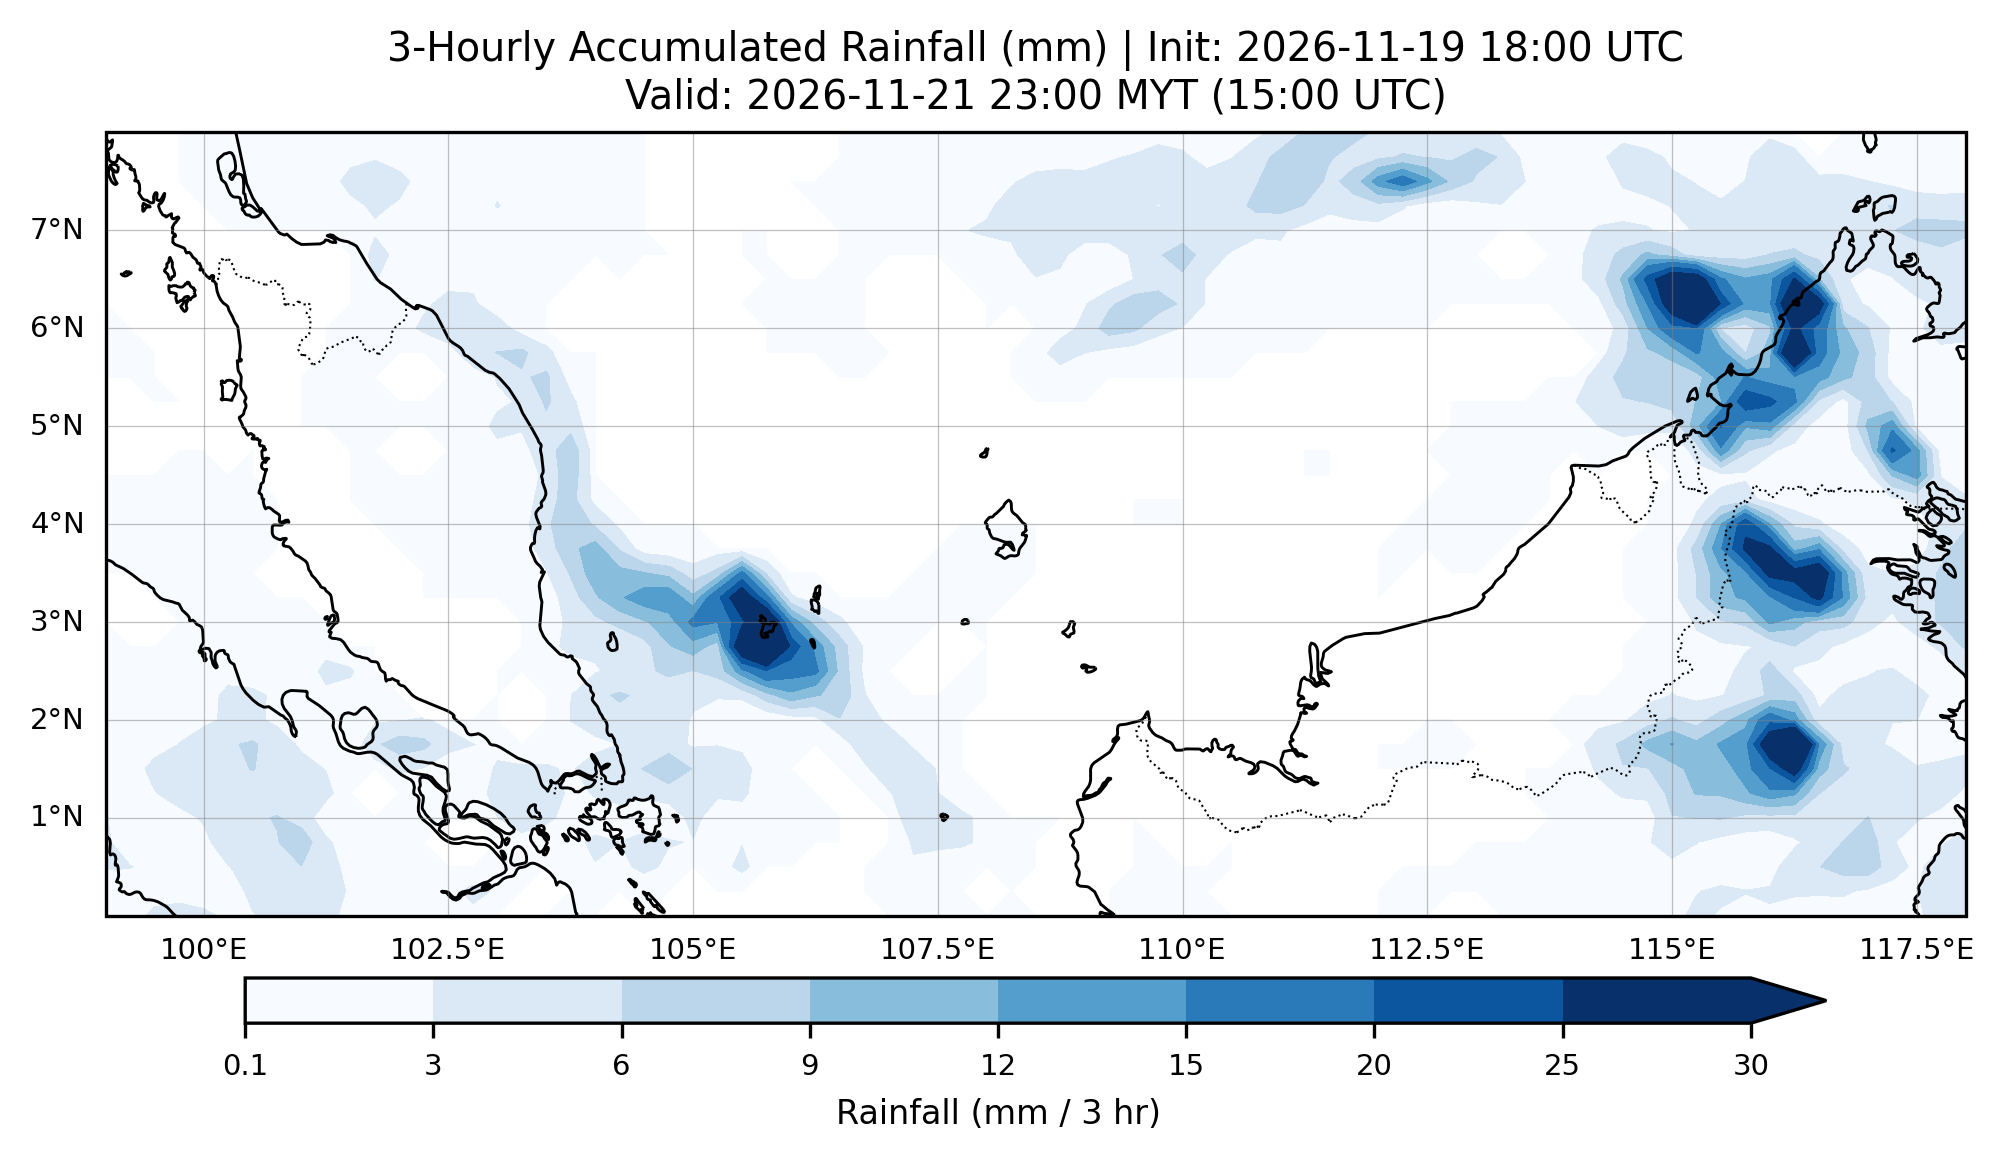 3-Hourly Accumulated Rainfall (mm) | Init: 2026-11-19 18:00 UTC
Valid: 2026-11-21 23:00 MYT (15:00 UTC)
7°N
6°N
5°N
4°N
3°N
2°N
1°N
100°E 102.5°E 105°E 107.5°E 110°E 112.5°E 115°E 117.5°E
0.1 3 6 9 12 15 20 25 30
Rainfall (mm / 3 hr)